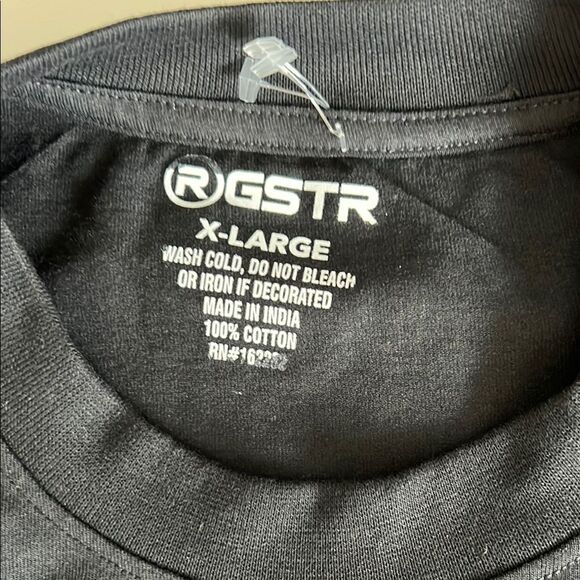 RGSTR
X-LARGE
WASH COLD, DO NOT BLEACH
OR IRON IF DECORATED
MADE IN INDIA
100% COTTON